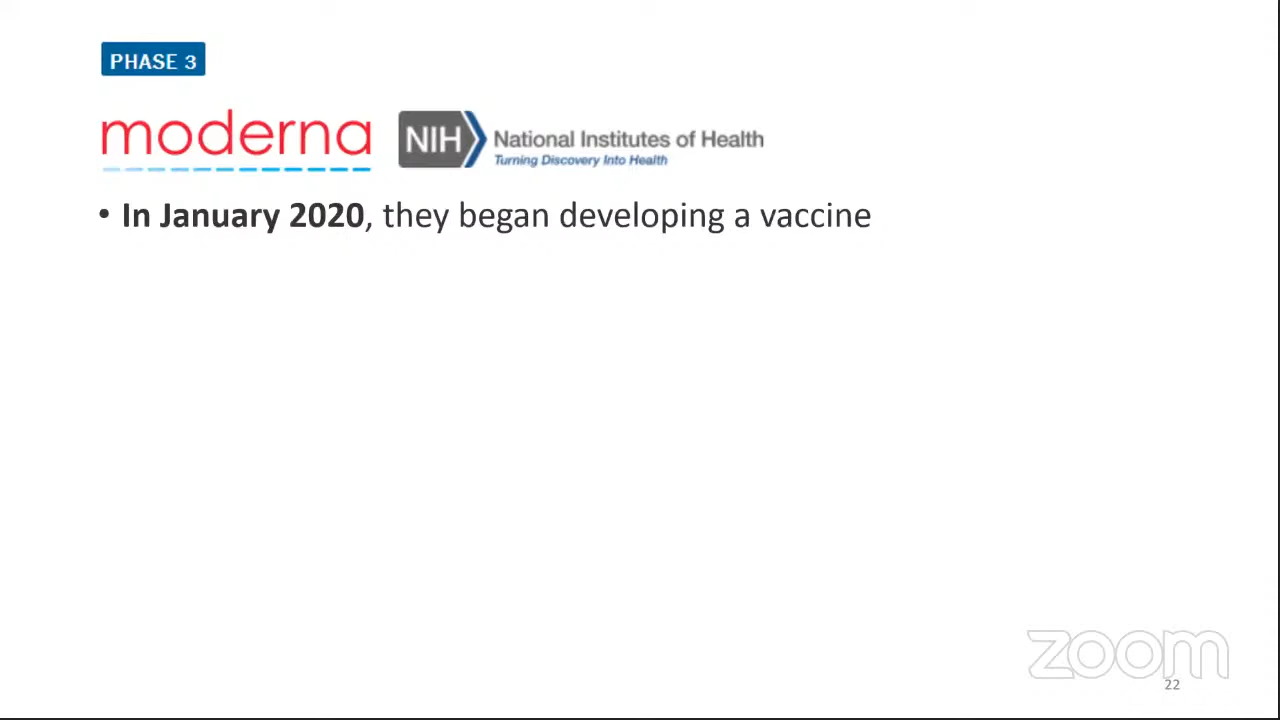 PHASE 3
moderna
NIH National Institutes of Health
Turning Discovery Into Health
• In January 2020, they began developing a vaccine
zoom
22